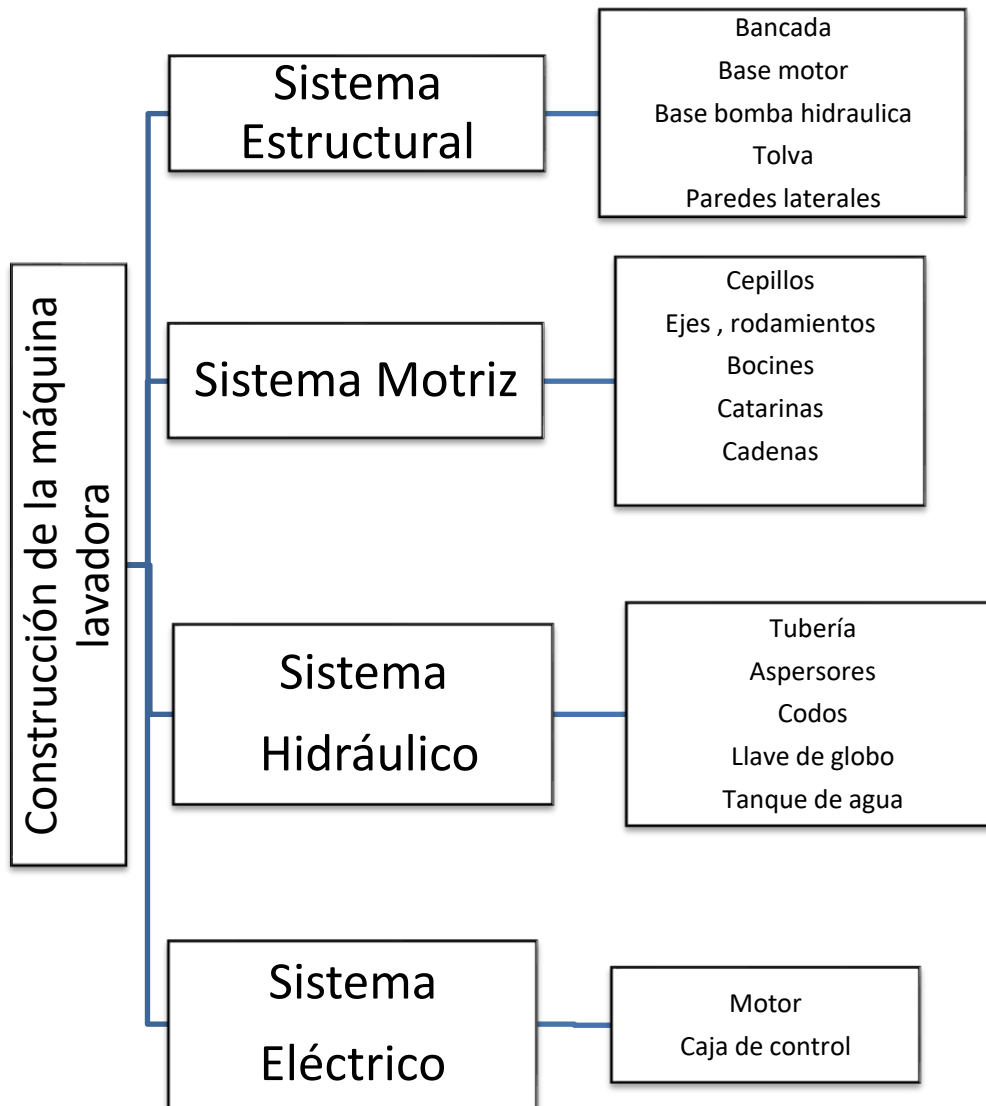 Construcción de la máquina
lavadora
Sistema
Estructural
Bancada
Base motor
Base bomba hidraulica
Tolva
Paredes laterales
Sistema Motriz
Cepillos
Ejes , rodamientos
Bocines
Catarinas
Cadenas
Sistema
Hidráulico
Tubería
Aspersores
Codos
Llave de globo
Tanque de agua
Sistema
Eléctrico
Motor
Caja de control